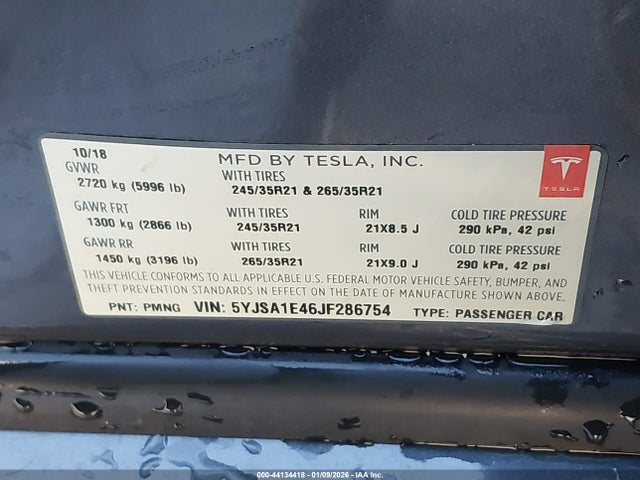 10/18
MFD BY TESLA, INC.
GVWR
WITH TIRES
2720 kg (5996 lb)
245/35R21 & 265/35R21
TESLA
GAWR FRT
WITH TIRES
RIM
COLD TIRE PRESSURE
1300 kg (2866 lb)
245/35R21
21X8.5 J
290 kPa, 42 psi
GAWR RR
WITH TIRES
RIM
COLD TIRE PRESSURE
1450 kg (3196 lb)
265/35R21
21X9.0 J
290 kPa, 42 psi
THIS VEHICLE CONFORMS TO ALL APPLICABLE U.S. FEDERAL MOTOR VEHICLE SAFETY, BUMPER, AND
THEFT PREVENTION STANDARDS IN EFFECT ON THE DATE OF MANUFACTURE SHOWN ABOVE.
PNT: PMNG
VIN: 5YJSA1E46JF286754
TYPE: PASSENGER CAR
000-44134418 - 01/09/2026 - IAA Inc.